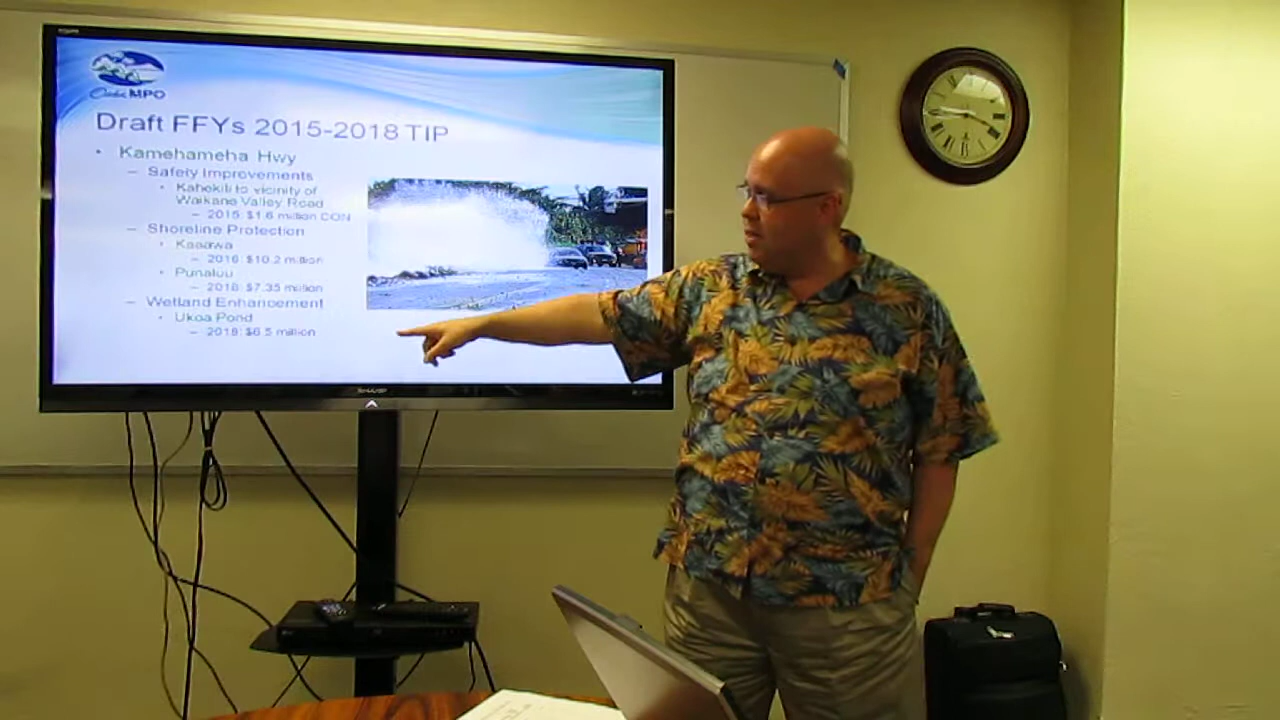 Oahu MPO
Draft FFYs 2015-2018 TIP
• Kamehameha Hwy
– Safety Improvements
• Kahekili to vicinity of
Waikane Valley Road
– 2015: $1.6 million CON
– Shoreline Protection
• Kaaawa
– 2016: $10.2 million
• Punaluu
– 2018: $7.35 million
– Wetland Enhancement
• Ukoa Pond
– 2018: $6.5 million
SHARP